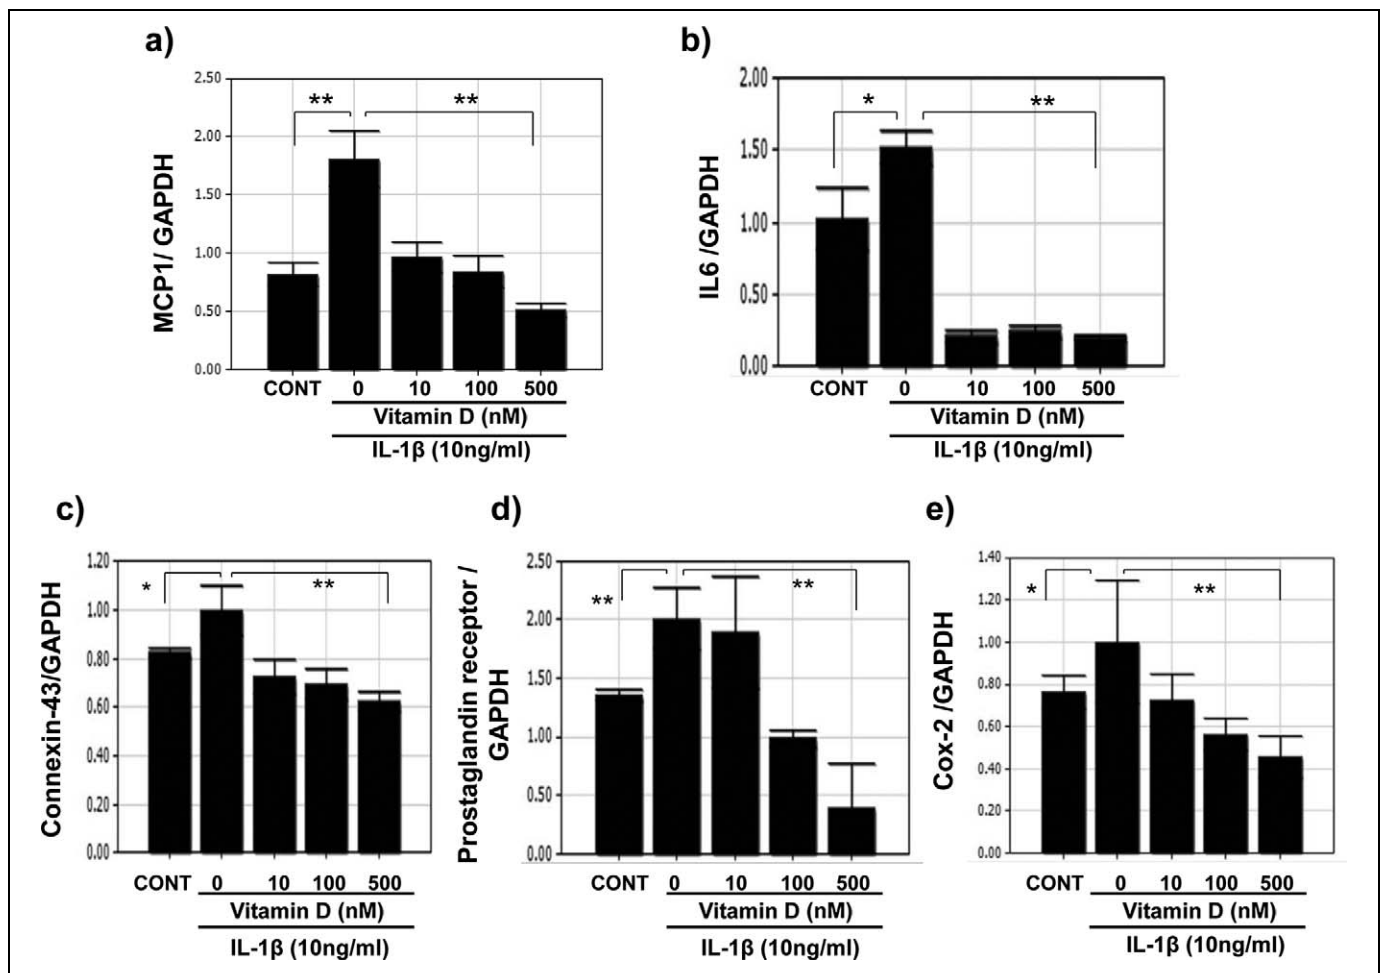 a)
MCP1/ GAPDH
2.50
2.00
1.50
1.00
0.50
0.00
**
**
CONT 0 10 100 500
Vitamin D (nM)
IL-1β (10ng/ml)
b)
IL6 /GAPDH
2.00
1.50
1.00
0.50
0.00
*
**
CONT 0 10 100 500
Vitamin D (nM)
IL-1β (10ng/ml)
c)
Connexin-43/GAPDH
1.20
1.00
0.80
0.60
0.40
0.20
0.00
*
**
CONT 0 10 100 500
Vitamin D (nM)
IL-1β (10ng/ml)
d)
Prostaglandin receptor /
GAPDH
2.50
2.00
1.50
1.00
0.50
0.00
**
**
CONT 0 10 100 500
Vitamin D (nM)
IL-1β (10ng/ml)
e)
Cox-2 /GAPDH
1.40
1.20
1.00
0.80
0.60
0.40
0.20
0.00
*
**
CONT 0 10 100 500
Vitamin D (nM)
IL-1β (10ng/ml)